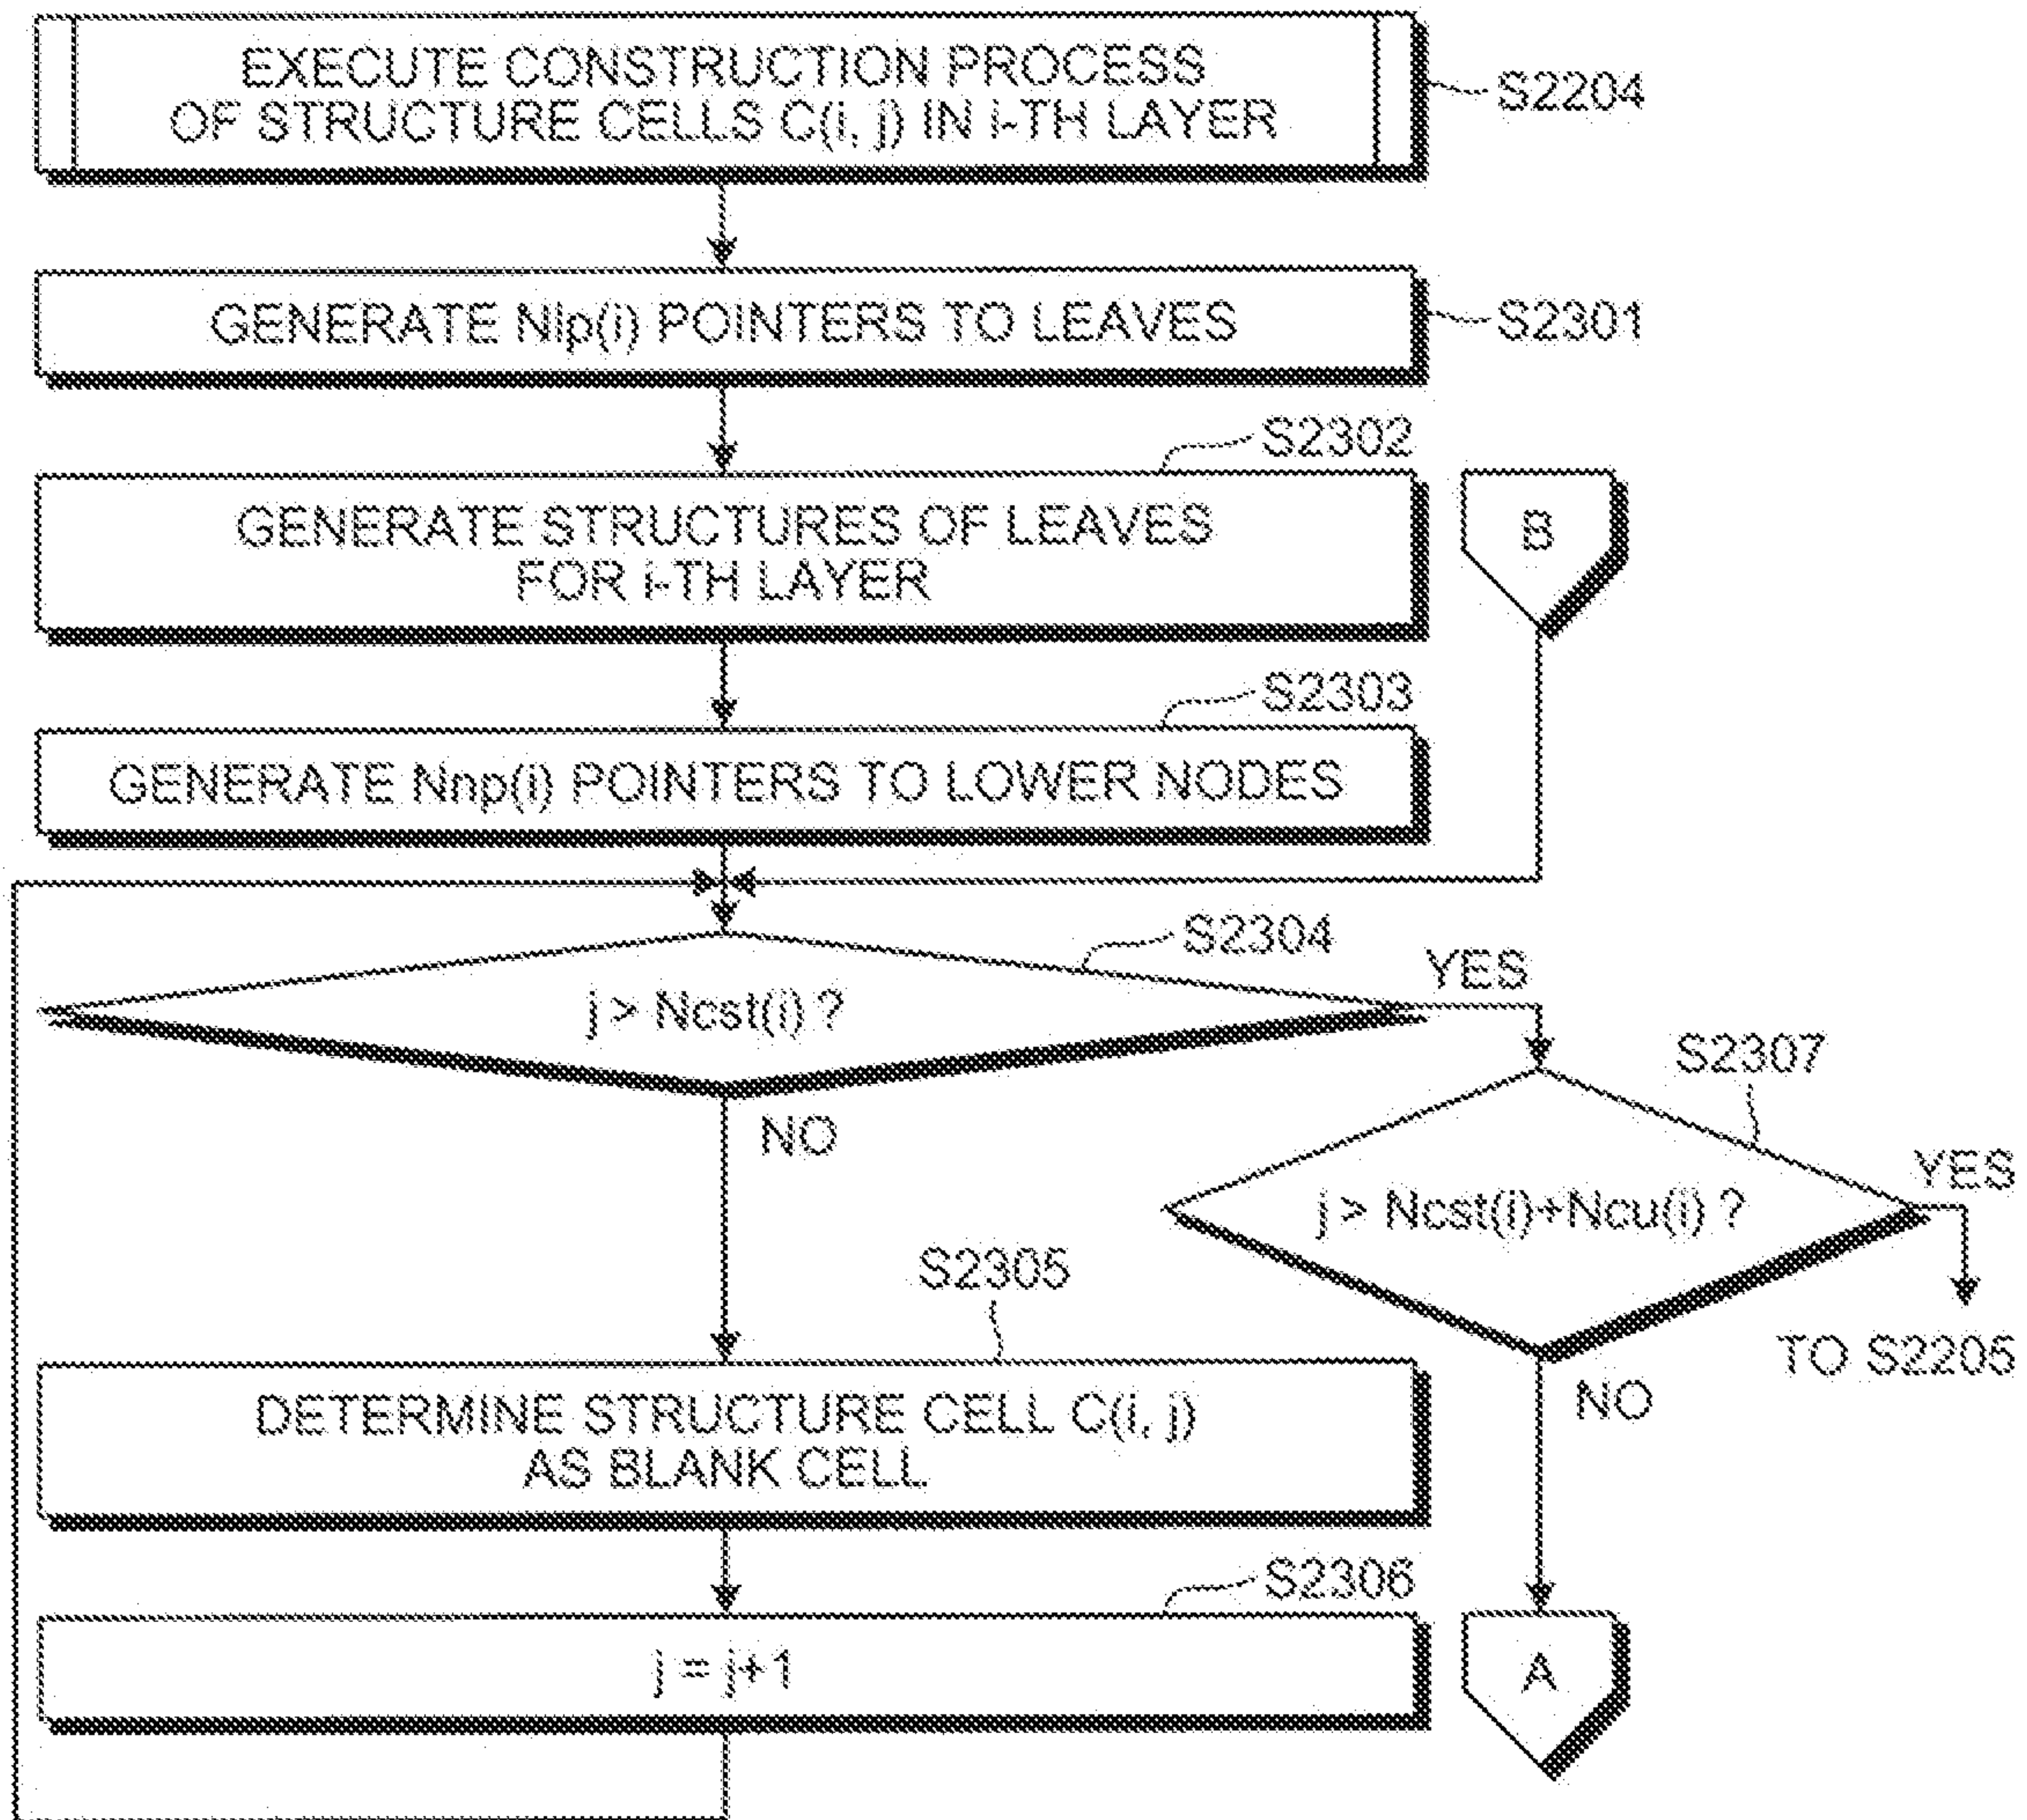 EXECUTE CONSTRUCTION PROCESS
OF STRUCTURE CELLS C(i, j) IN i-TH LAYER
S2204
GENERATE Nlp(i) POINTERS TO LEAVES
S2301
S2302
GENERATE STRUCTURES OF LEAVES
FOR i-TH LAYER
B
S2303
GENERATE Nnp(i) POINTERS TO LOWER NODES
S2304
YES
j > Ncst(i) ?
S2307
NO
YES
j > Ncst(i)+Ncu(i) ?
S2305
TO S2205
NO
DETERMINE STRUCTURE CELL C(i, j)
AS BLANK CELL
S2306
j = j+1
A